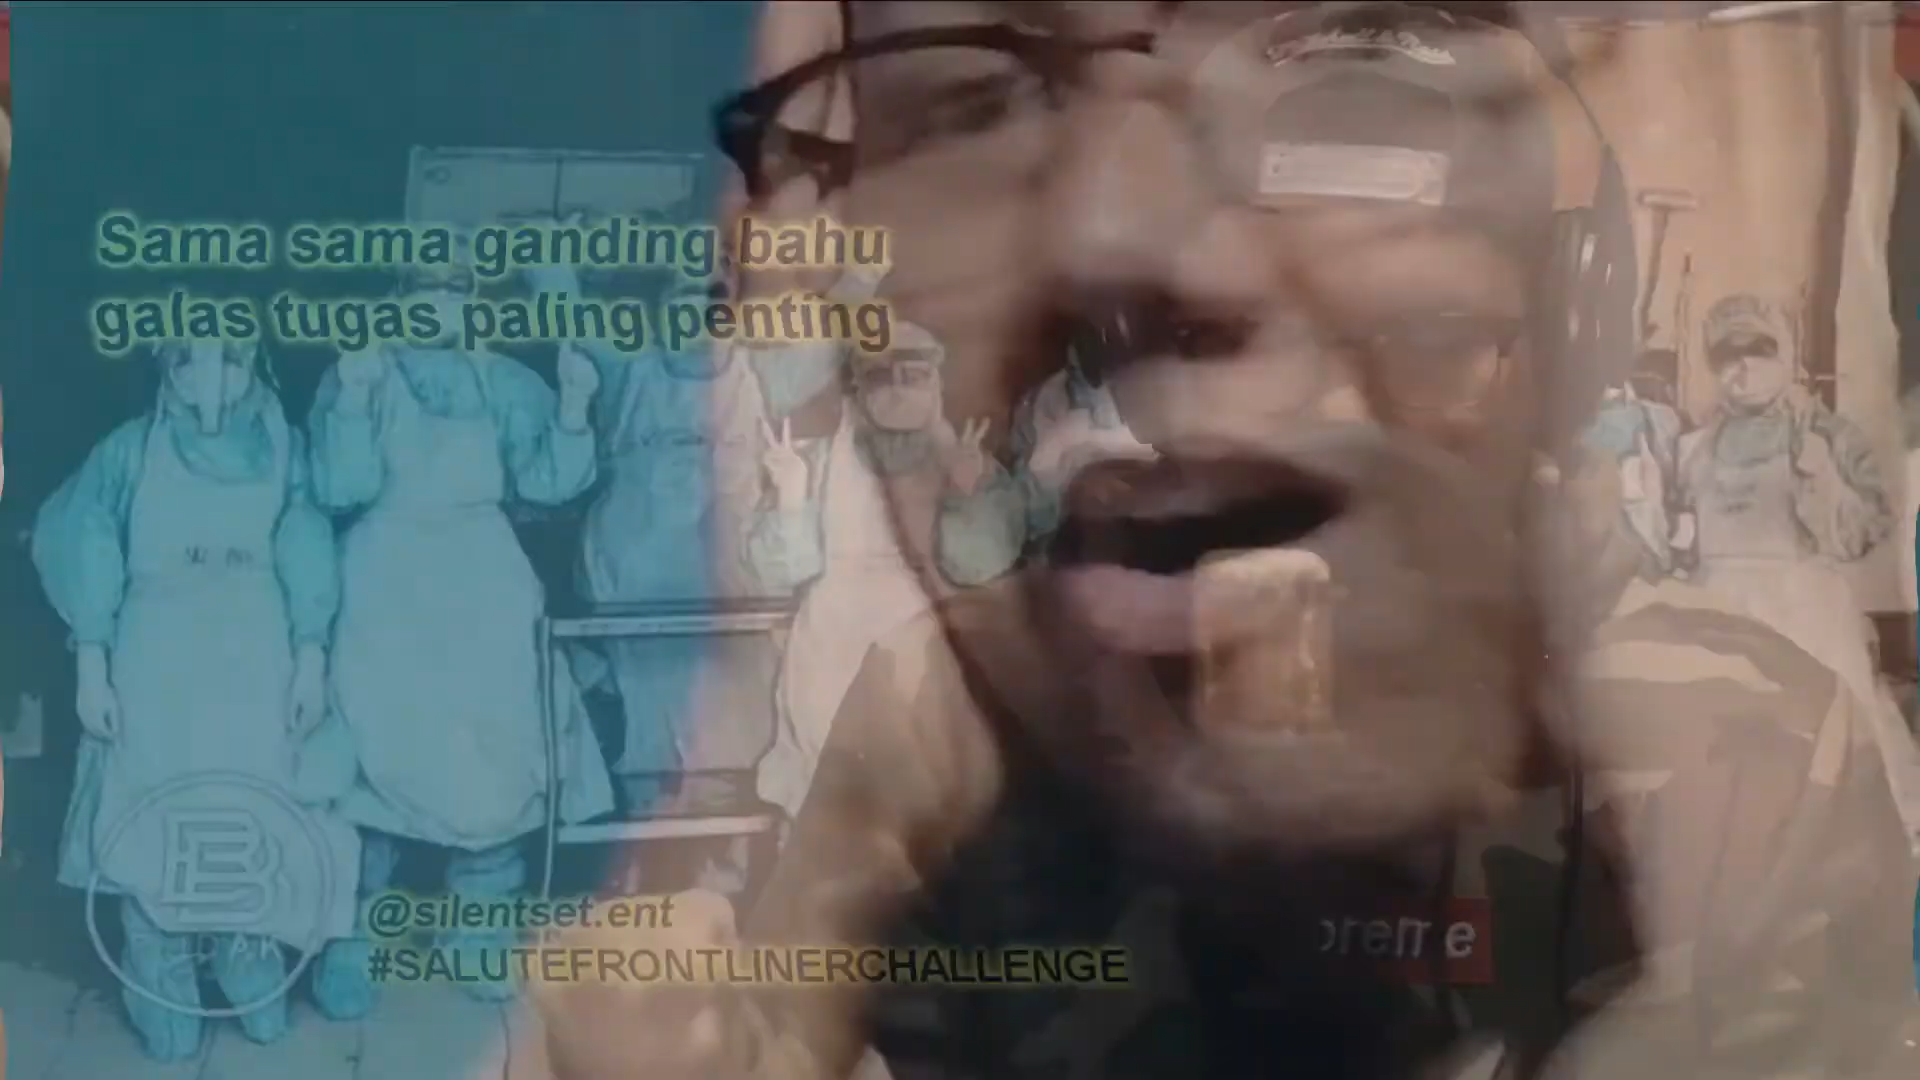 Sama sama ganding bahu
galas tugas paling penting
@silentset.ent
#SALUTEFRONTLINERCHALLENGE